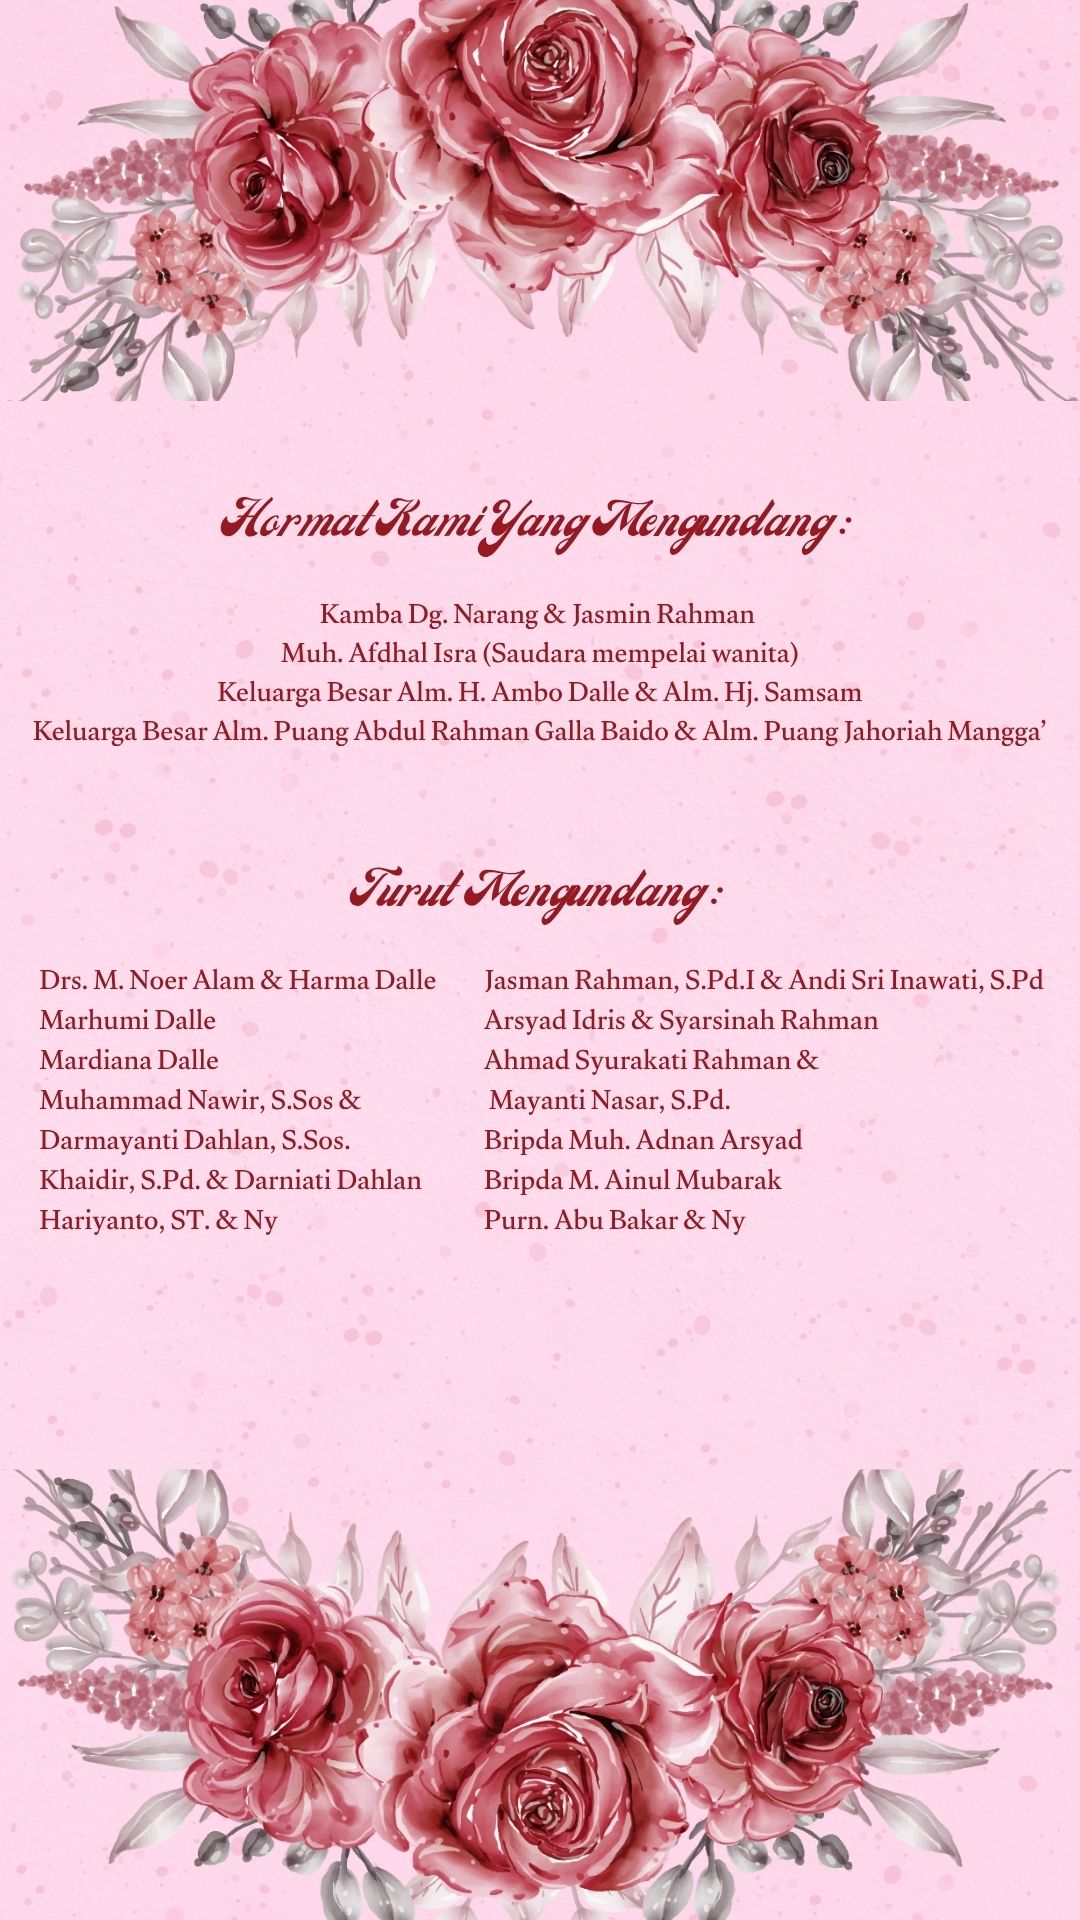 Hormat Kami Yang Mengundang :
Kamba Dg. Narang & Jasmin Rahman
Muh. Afdhal Isra (Saudara mempelai wanita)
Keluarga Besar Alm. H. Ambo Dalle & Alm. Hj. Samsam
Keluarga Besar Alm. Puang Abdul Rahman Galla Baido & Alm. Puang Jahoriah Mangga’
Turut Mengundang :
Drs. M. Noer Alam & Harma Dalle
Marhumi Dalle
Mardiana Dalle
Muhammad Nawir, S.Sos &
Darmayanti Dahlan, S.Sos.
Khaidir, S.Pd. & Darniati Dahlan
Hariyanto, ST. & Ny
Jasman Rahman, S.Pd.I & Andi Sri Inawati, S.Pd
Arsyad Idris & Syarsinah Rahman
Ahmad Syurakati Rahman &
Mayanti Nasar, S.Pd.
Bripda Muh. Adnan Arsyad
Bripda M. Ainul Mubarak
Purn. Abu Bakar & Ny